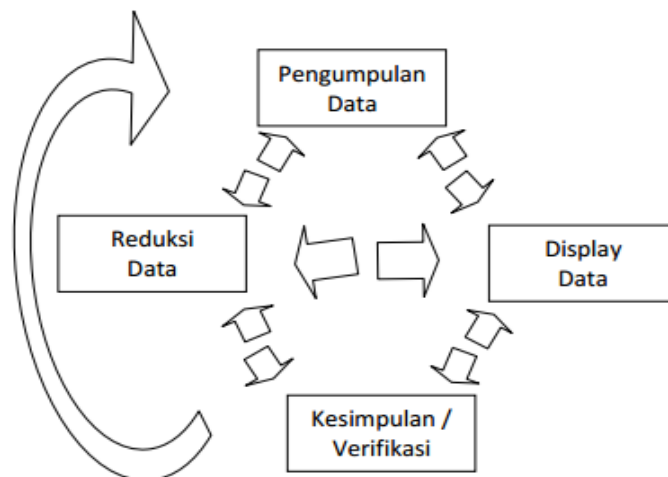 Pengumpulan
Data
Reduksi
Data
Display
Data
Kesimpulan /
Verifikasi